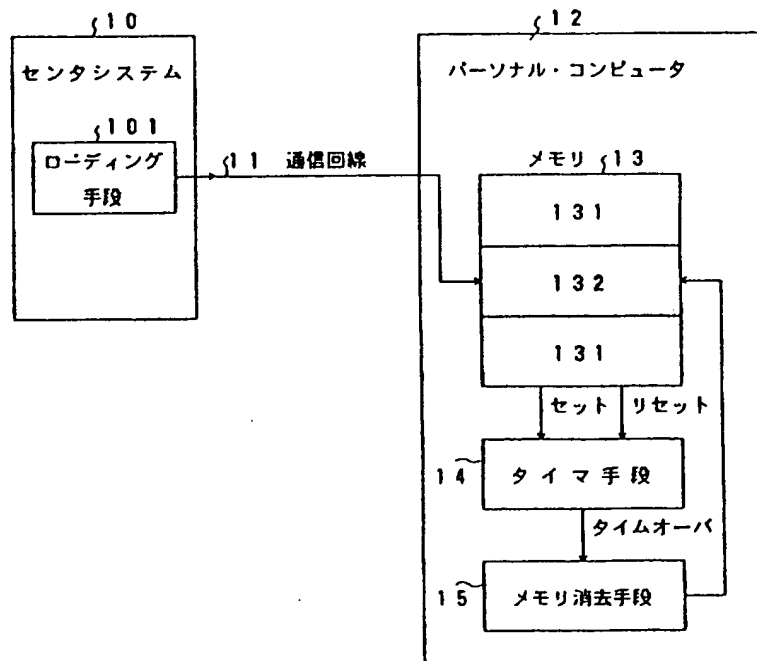 10
センタシステム
101
ローディング
手段
11 通信回線
12
パーソナル・コンピュータ
メモリ 13
131
132
131
セット リセット
14 タイマ手段
タイムオーバ
15 メモリ消去手段